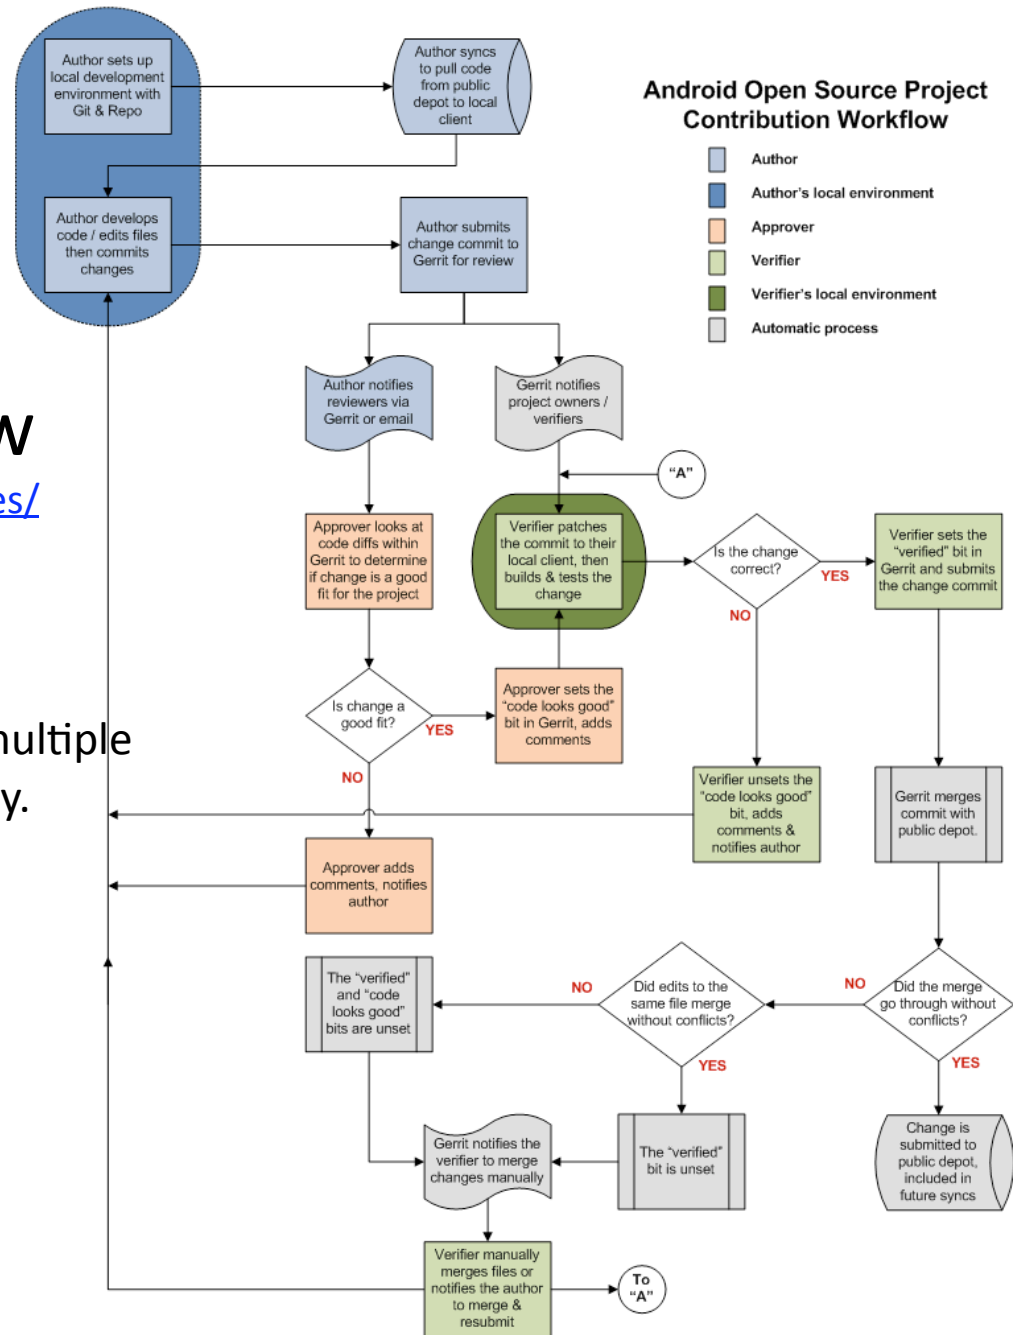 Author sets up
local development
environment with
Git & Repo
Author syncs
to pull code
from public
depot to local
client
Android Open Source Project
Contribution Workflow
Author
Author's local environment
Approver
Verifier
Verifier's local environment
Automatic process
Author develops
code / edits files
then commits
changes
Author submits
change commit to
Gerrit for review
Author notifies
reviewers via
Gerrit or email
Gerrit notifies
project owners /
verifiers
w
es/
"A"
Approver looks at
code diffs within
Gerrit to determine
if change is a good
fit for the project
Verifier patches
the commit to their
local client, then
builds & tests the
change
Is the change
correct?
YES
NO
Verifier sets the
"verified" bit in
Gerrit and submits
the change commit
Is change a
good fit?
YES
NO
Approver sets the
"code looks good"
bit in Gerrit, adds
comments
multiple
y.
Verifier unsets the
"code looks good"
bit, adds
comments &
notifies author
Gerrit merges
commit with
public depot.
Approver adds
comments, notifies
author
The "verified"
and "code
looks good"
bits are unset
NO
Did edits to the
same file merge
without conflicts?
YES
NO
Did the merge
go through without
conflicts?
YES
Gerrit notifies the
verifier to merge
changes manually
The "verified"
bit is unset
Change is
submitted to
public depot,
included in
future syncs
Verifier manually
merges files or
notifies the author
to merge &
resubmit
To
"A"